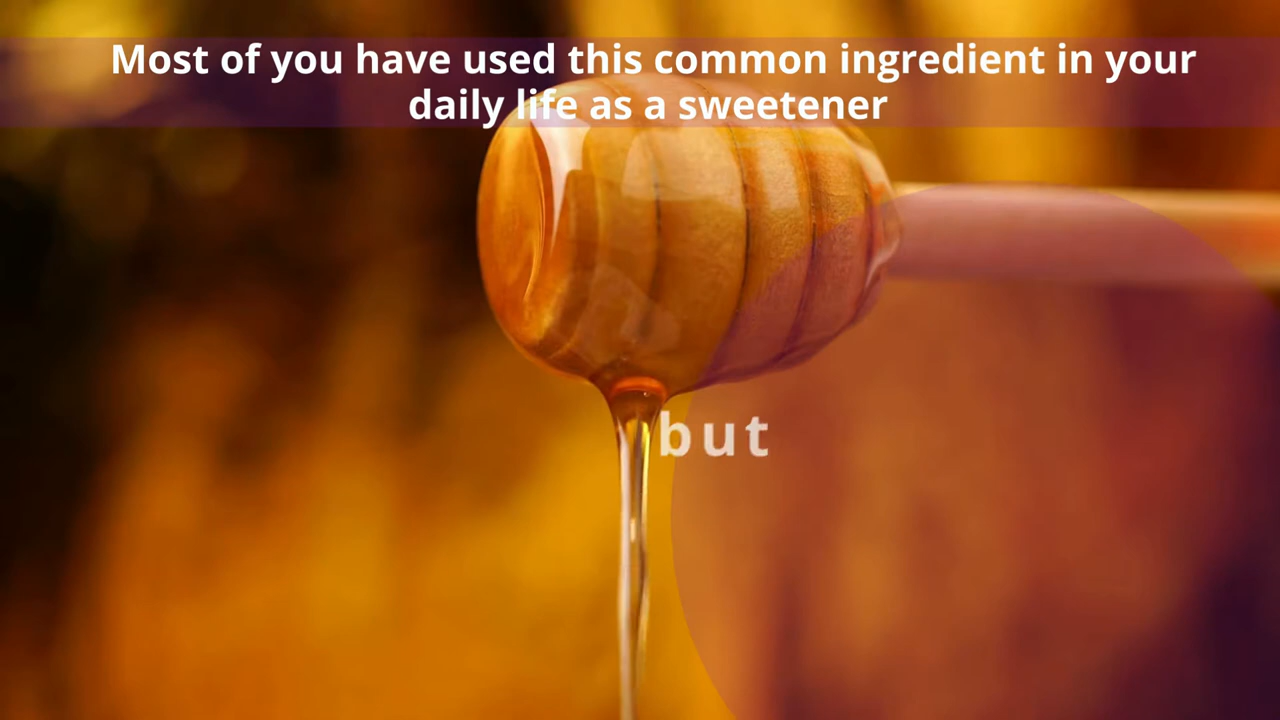 Most of you have used this common ingredient in your
daily life as a sweetener
but